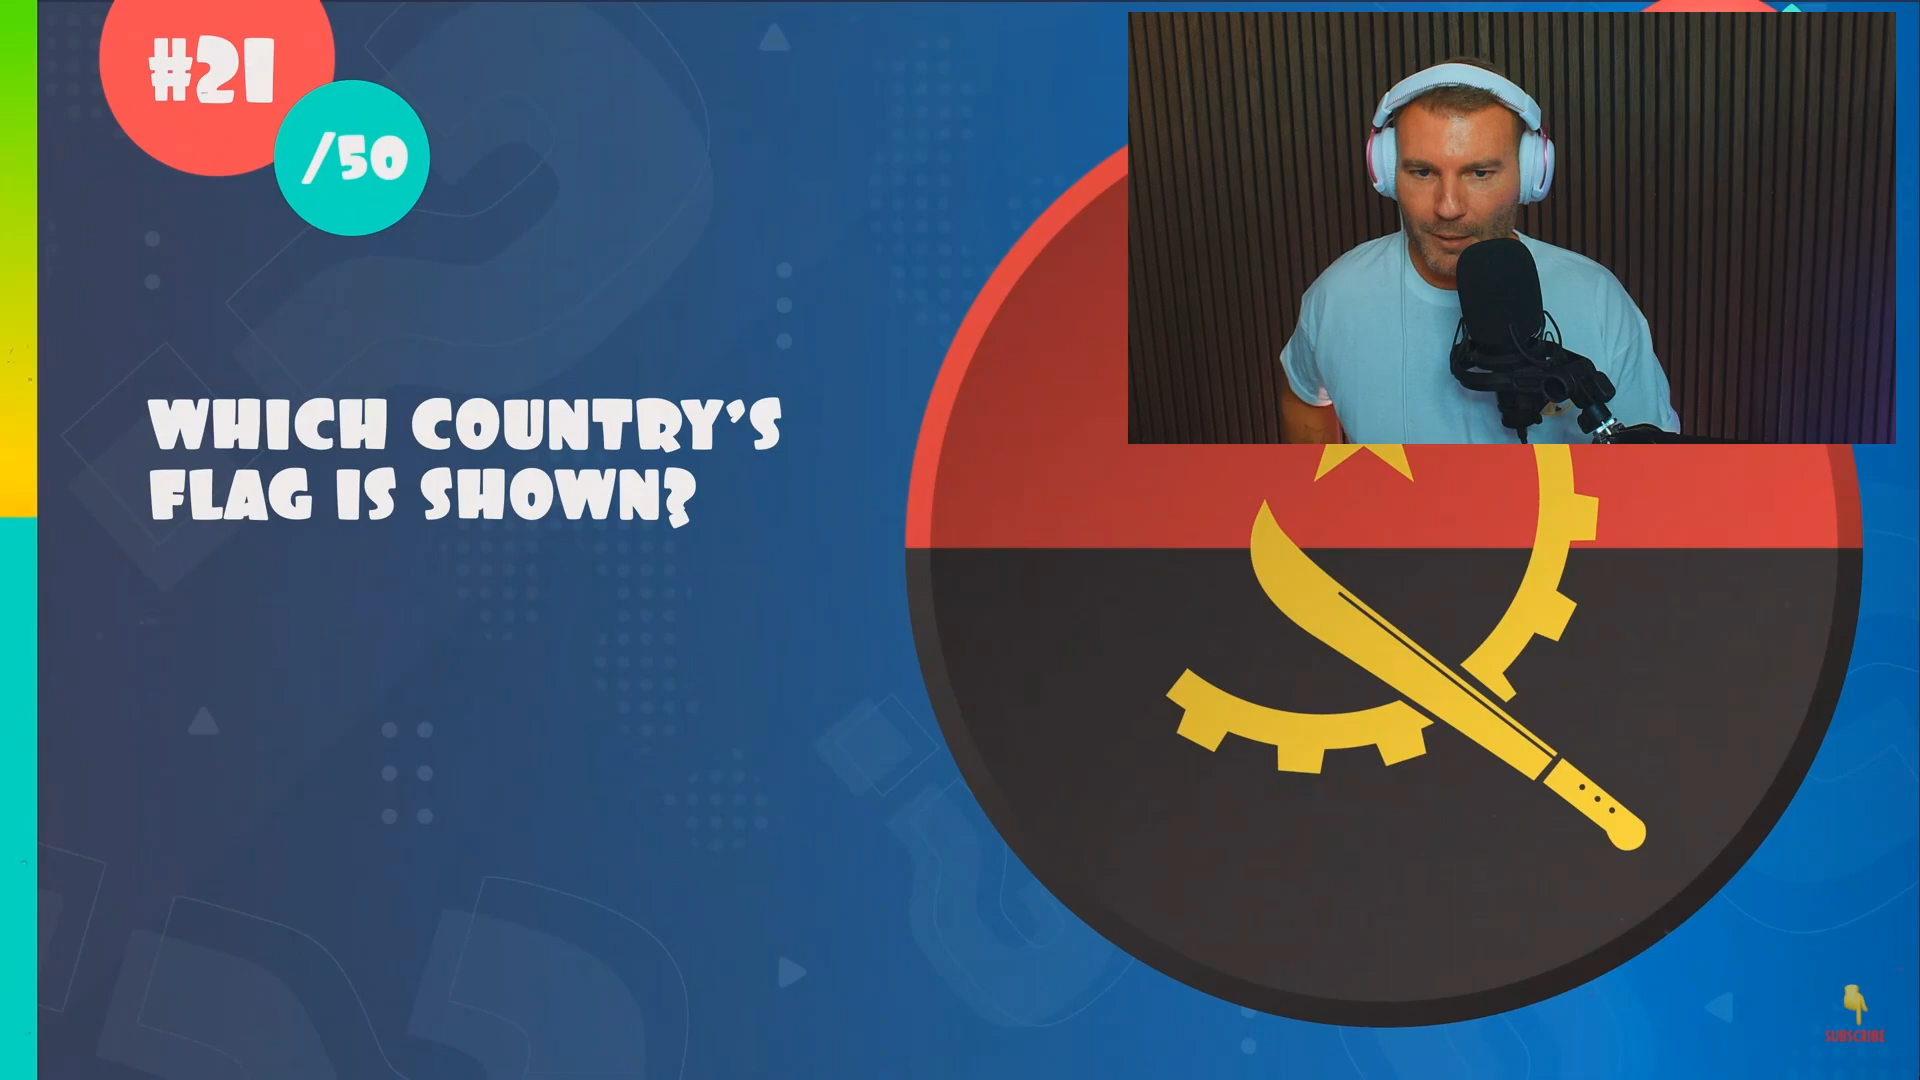 #21
/50
WHICH COUNTRY'S
FLAG IS SHOWN?
SUBSCRIBE